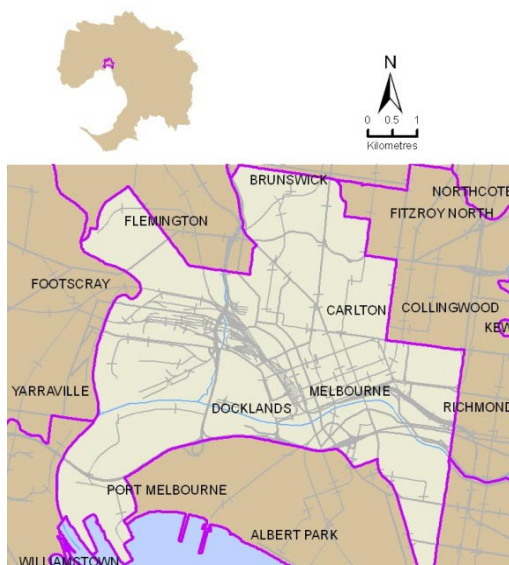 N
0 0.5 1
Kilometres
BRUNSWICK
NORTHCOTE
FLEMINGTON
FITZROY NORTH
FOOTSCRAY
CARLTON
COLLINGWOOD
KEW
YARRAVILLE
MELBOURNE
DOCKLANDS
RICHMOND
PORT MELBOURNE
ALBERT PARK
WILLIAMSTOWN